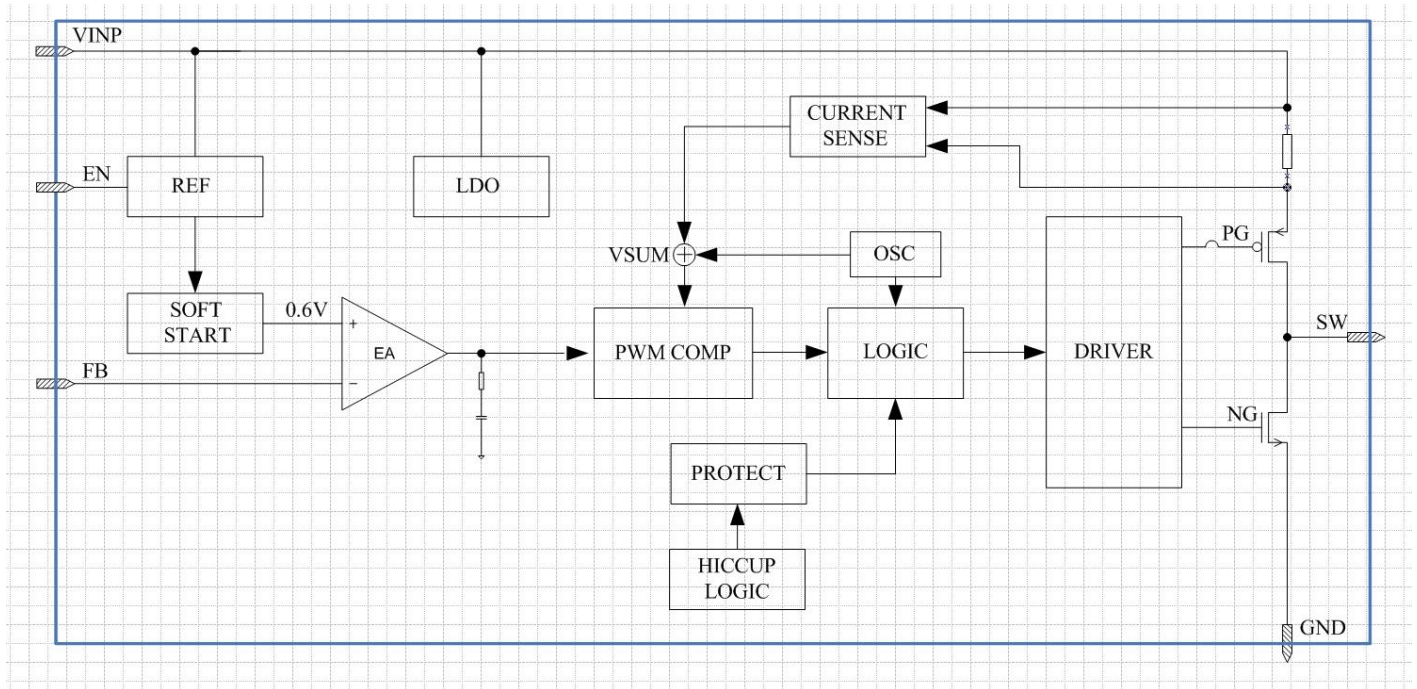 VINP
CURRENT
SENSE
EN
REF
LDO
PG
VSUM
+
OSC
SOFT
START
0.6V
+
EA
−
PWM COMP
LOGIC
DRIVER
SW
FB
NG
PROTECT
HICCUP
LOGIC
GND